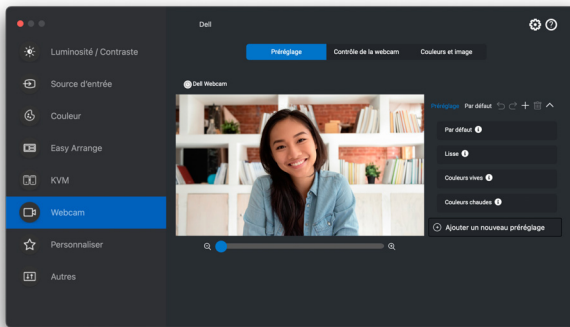 Dell
Luminosité / Contraste
Source d'entrée
Couleur
Easy Arrange
KVM
Webcam
Personnaliser
Autres
Préréglage
Contrôle de la webcam
Couleurs et image
Dell Webcam
Préréglage Par défaut
Par défaut
Lisse
Couleurs vives
Couleurs chaudes
Ajouter un nouveau préréglage